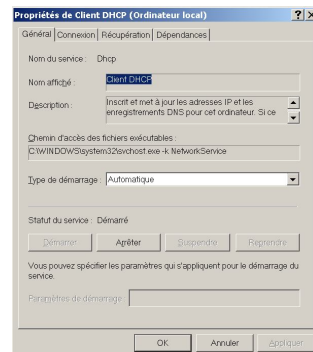 Propriétés de Client DHCP (Ordinateur local)
Général Connexion Récupération Dépendances
Nom du service : Dhcp
Nom affiché : Client DHCP
Description : Inscrit et met à jour les adresses IP et les
enregistrements DNS pour cet ordinateur. Si ce
Chemin d'accès des fichiers exécutables :
C:\WINDOWS\system32\svchost.exe -k NetworkService
Type de démarrage : Automatique
Statut du service : Démarré
Démarrer Arrêter Suspendre Reprendre
Vous pouvez spécifier les paramètres qui s'appliquent pour le démarrage du
service.
Paramètres de démarrage :
OK Annuler Appliquer